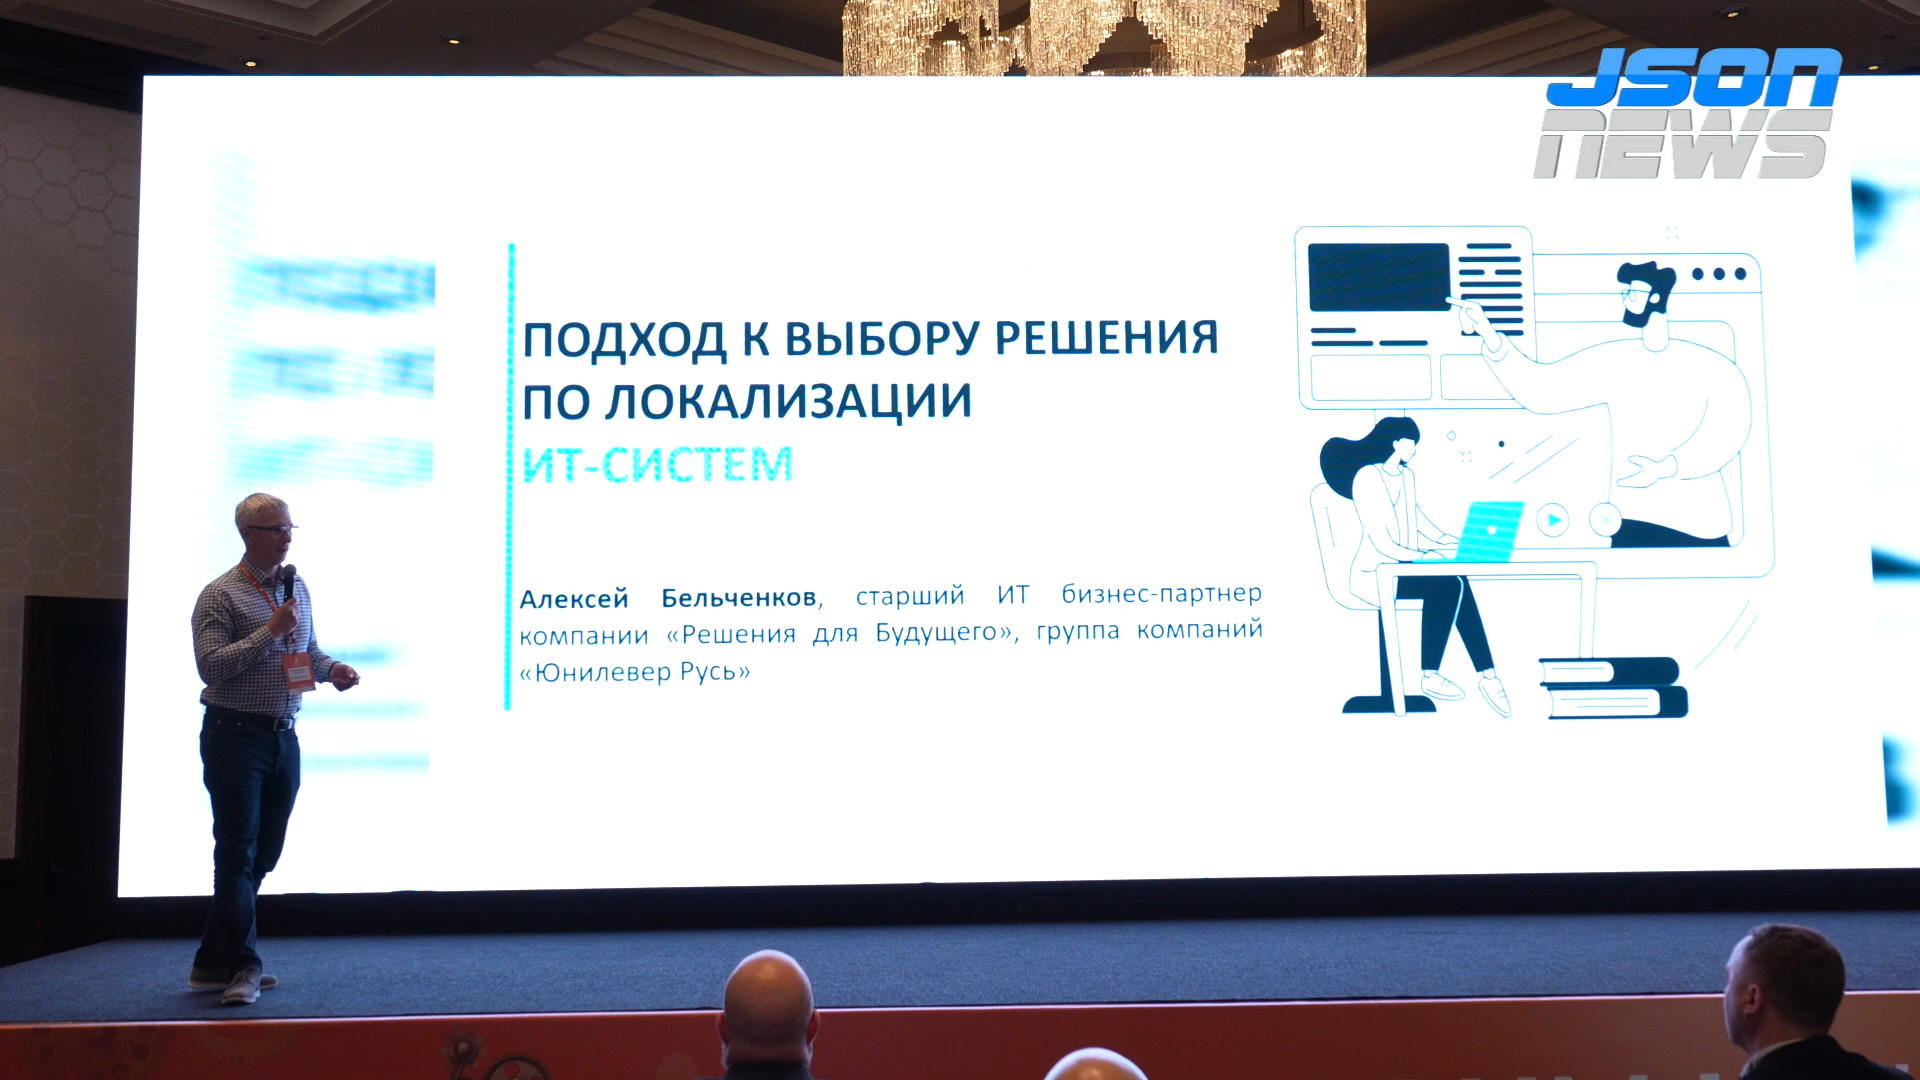 JSON
NEWS
ПОДХОД К ВЫБОРУ РЕШЕНИЯ
ПО ЛОКАЛИЗАЦИИ
ИТ-СИСТЕМ
Алексей Бельченков, старший ИТ бизнес-партнер
компании «Решения для Будущего», группа компаний
«Юнилевер Русь»